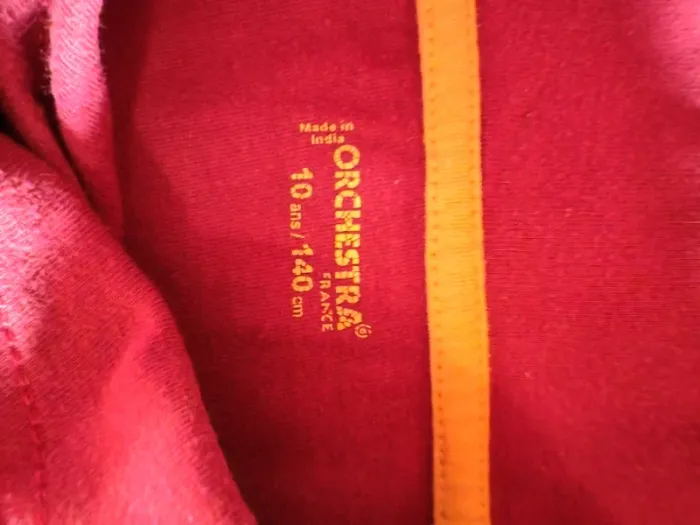 ORCHESTRA
FRANCE
10 ans / 140 cm
Made in
India